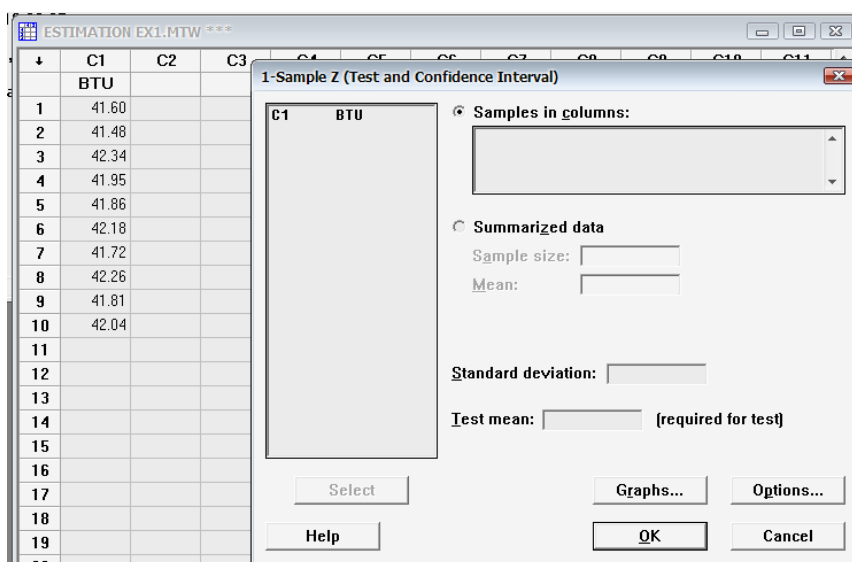 ESTIMATION EX1.MTW ***
↓ C1 C2 C3
BTU
1 41.60
2 41.48
3 42.34
4 41.95
5 41.86
6 42.18
7 41.72
8 42.26
9 41.81
10 42.04
11
12
13
14
15
16
17
18
19
1-Sample Z (Test and Confidence Interval)
C1 BTU
Samples in columns:
Summarized data
Sample size:
Mean:
Standard deviation:
Test mean: (required for test)
Select
Graphs...
Options...
Help
OK
Cancel